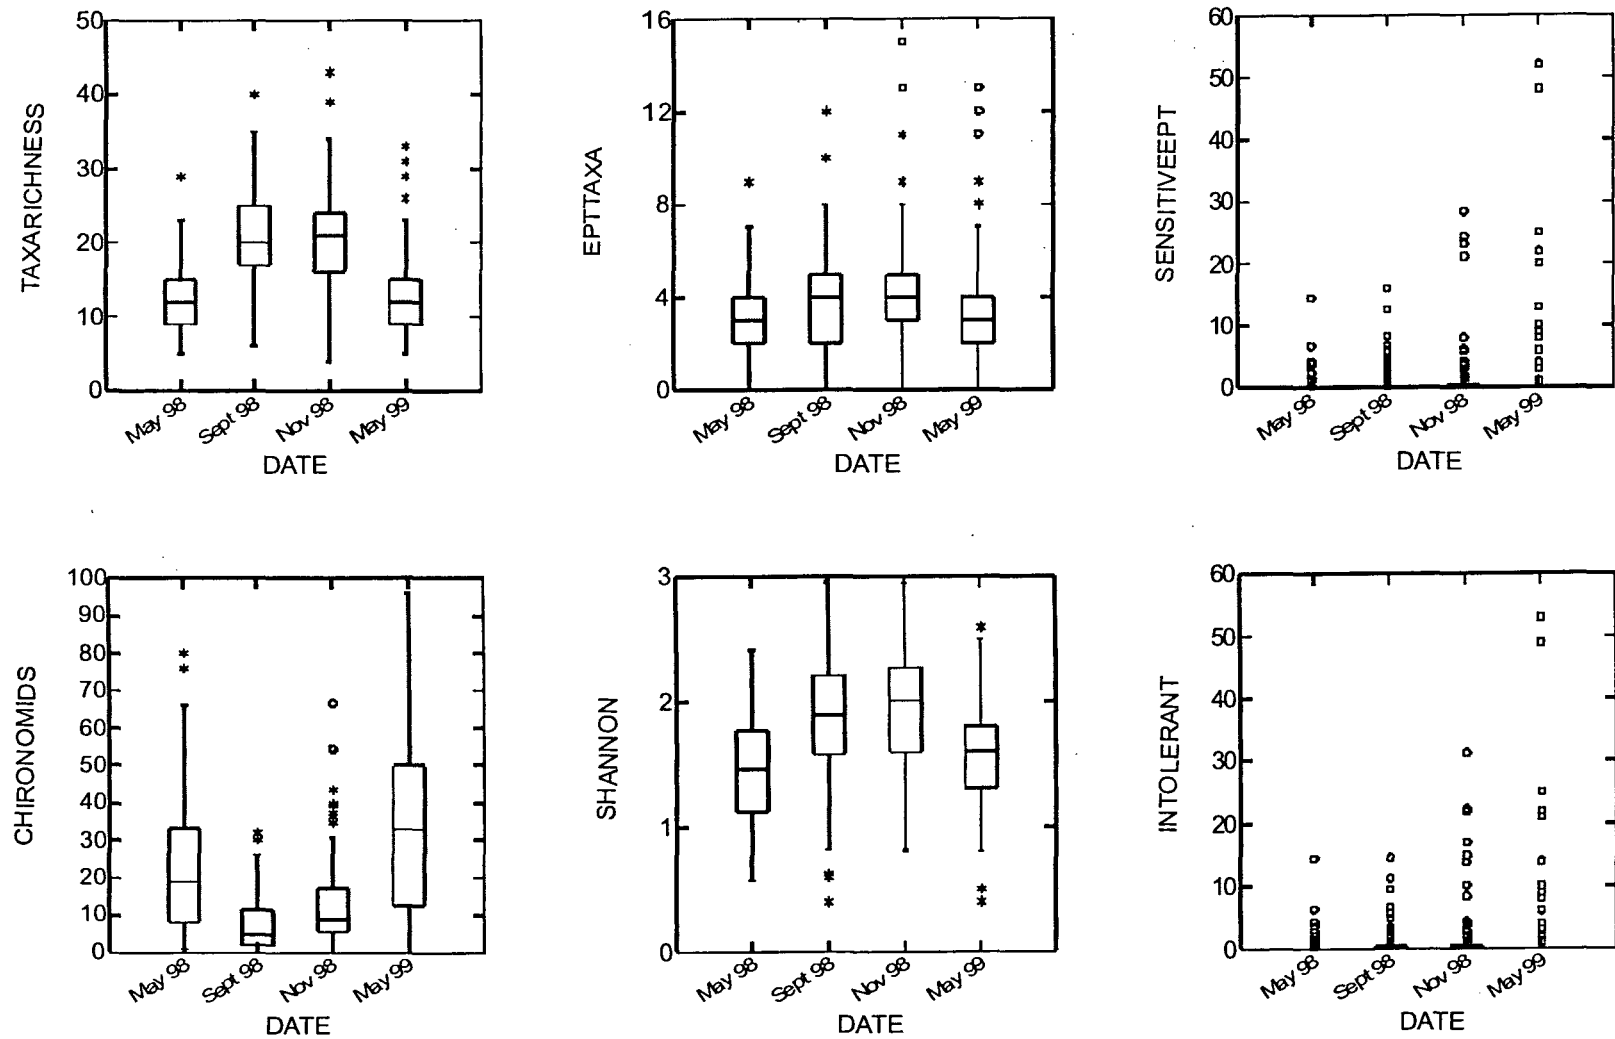 TAXARICHNESS
50
40
30
20
10
0
May 98 Sept 98 Nov 98 May 99
DATE
EPTTAXA
16
12
8
4
0
May 98 Sept 98 Nov 98 May 99
DATE
SENSITIVEEPT
60
50
40
30
20
10
0
May 98 Sept 98 Nov 98 May 99
DATE
CHIRONOMIDS
100
90
80
70
60
50
40
30
20
10
0
May 98 Sept 98 Nov 98 May 99
DATE
SHANNON
3
2
1
0
May 98 Sept 98 Nov 98 May 99
DATE
INTOLERANT
60
50
40
30
20
10
0
May 98 Sept 98 Nov 98 May 99
DATE